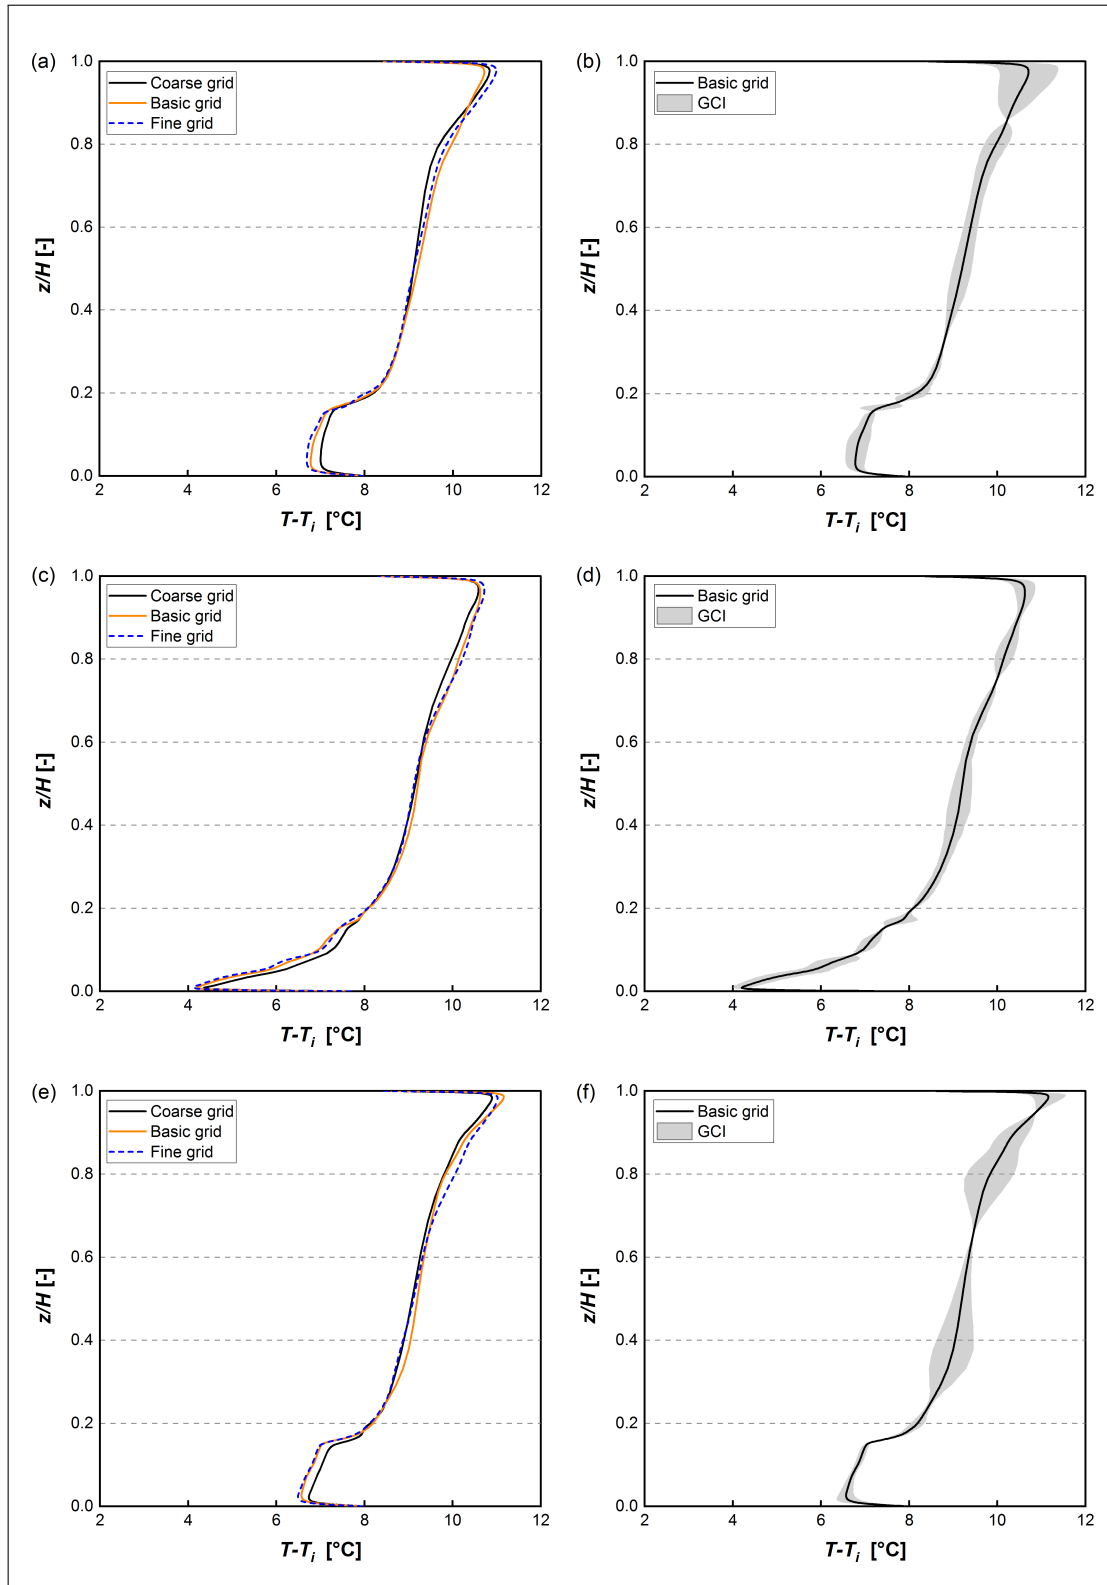 (a)
Coarse grid
Basic grid
Fine grid
1.0
0.8
0.6
0.4
0.2
0.0
z/H [-]
2 4 6 8 10 12
T-Ti [°C]
(b)
Basic grid
GCI
1.0
0.8
0.6
0.4
0.2
0.0
z/H [-]
2 4 6 8 10 12
T-Ti [°C]
(c)
Coarse grid
Basic grid
Fine grid
1.0
0.8
0.6
0.4
0.2
0.0
z/H [-]
2 4 6 8 10 12
T-Ti [°C]
(d)
Basic grid
GCI
1.0
0.8
0.6
0.4
0.2
0.0
z/H [-]
2 4 6 8 10 12
T-Ti [°C]
(e)
Coarse grid
Basic grid
Fine grid
1.0
0.8
0.6
0.4
0.2
0.0
z/H [-]
2 4 6 8 10 12
T-Ti [°C]
(f)
Basic grid
GCI
1.0
0.8
0.6
0.4
0.2
0.0
z/H [-]
2 4 6 8 10 12
T-Ti [°C]